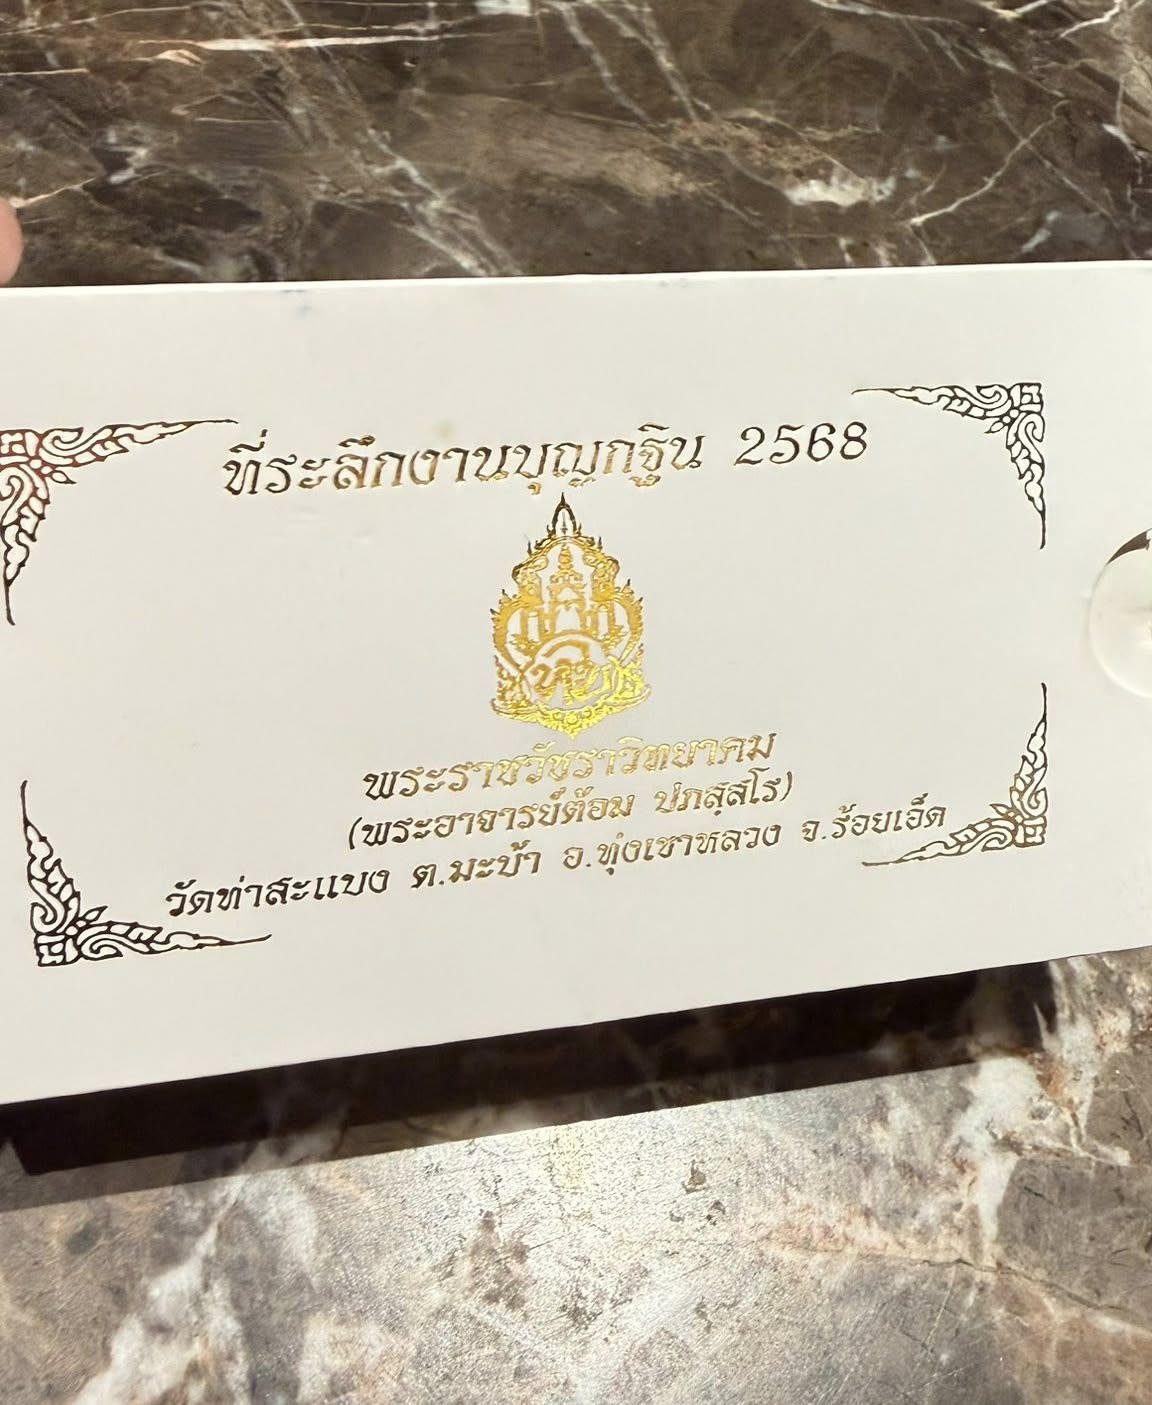 ที่ระลึกงานบุญกฐิน 2568
พระราชวัชราวิทยาคม
(พระอาจารย์ต้อม ปภสฺสโร)
วัดท่าสะแบง ต.มะบ้า อ.ทุ่งเขาหลวง จ.ร้อยเอ็ด